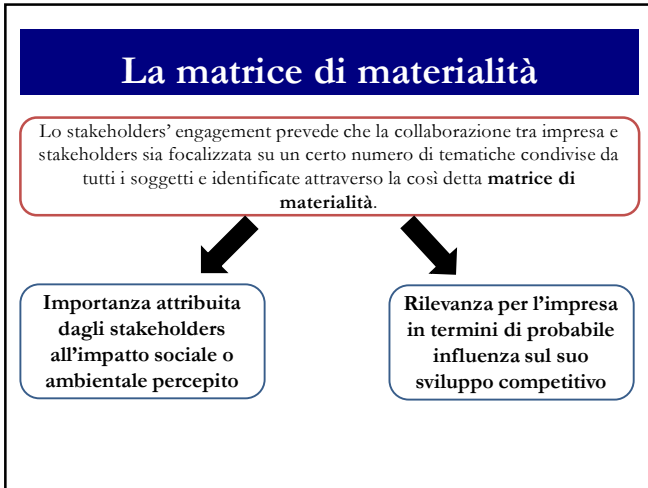 La matrice di materialità
Lo stakeholders’ engagement prevede che la collaborazione tra impresa e
stakeholders sia focalizzata su un certo numero di tematiche condivise da
tutti i soggetti e identificate attraverso la così detta matrice di
materialità.
Importanza attribuita
dagli stakeholders
all’impatto sociale o
ambientale percepito
Rilevanza per l’impresa
in termini di probabile
influenza sul suo
sviluppo competitivo